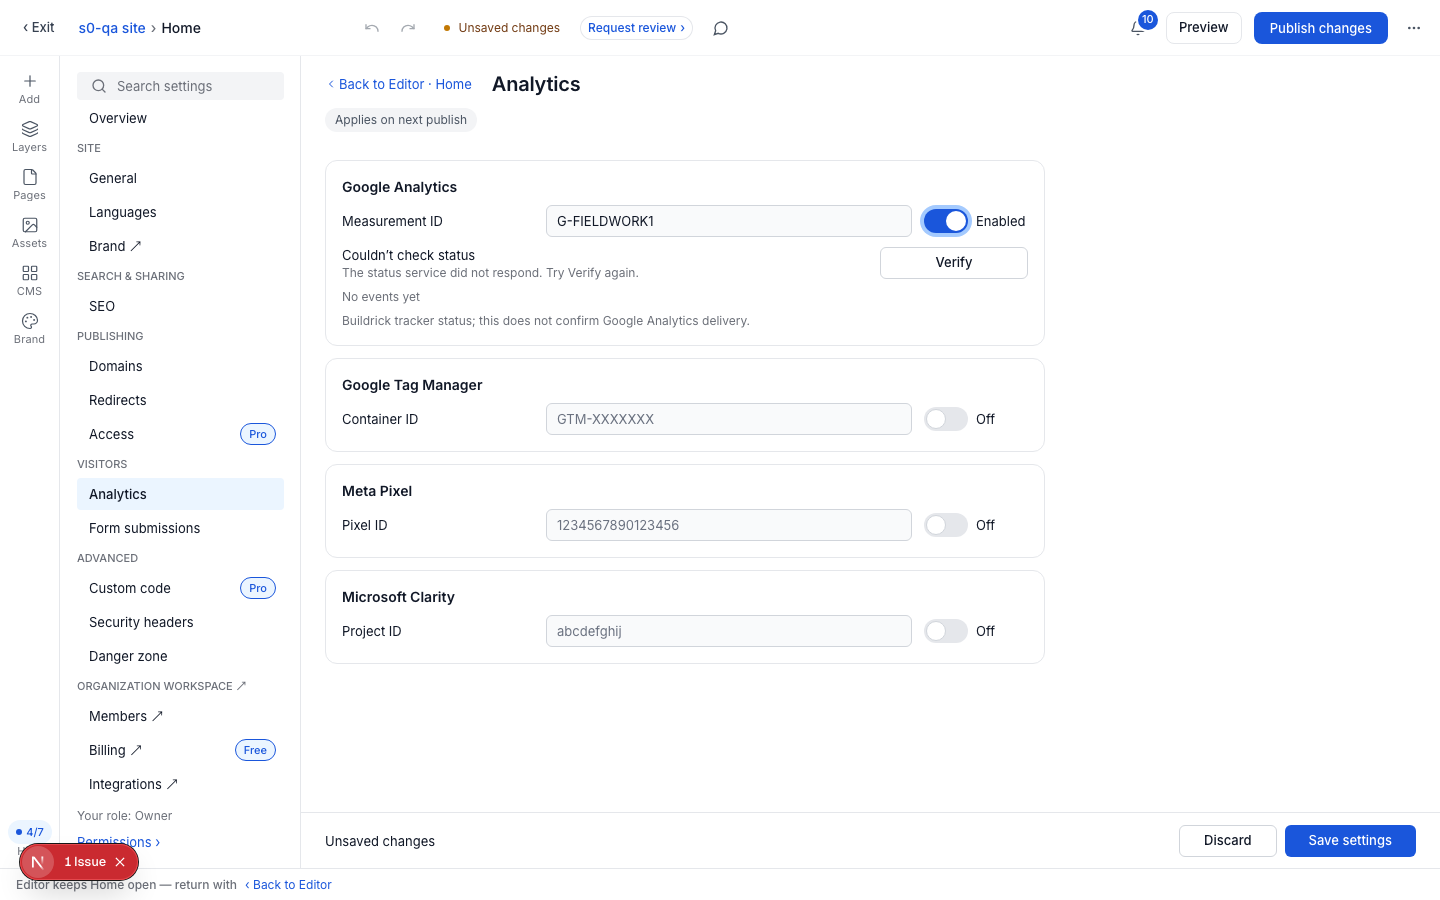 ‹ Exit
s0-qa site › Home
Unsaved changes
Request review ›
10
Preview
Publish changes
Add
Layers
Pages
Assets
CMS
Brand
4/7
Search settings
Overview
SITE
General
Languages
Brand ↗
SEARCH & SHARING
SEO
PUBLISHING
Domains
Redirects
Access Pro
VISITORS
Analytics
Form submissions
ADVANCED
Custom code Pro
Security headers
Danger zone
ORGANIZATION WORKSPACE ↗
Members ↗
Billing ↗ Free
Integrations ↗
Your role: Owner
Permissions ›
1 Issue
‹ Back to Editor · Home
Analytics
Applies on next publish
Google Analytics
Measurement ID G-FIELDWORK1 Enabled
Couldn't check status
The status service did not respond. Try Verify again.
Verify
No events yet
Buildrick tracker status; this does not confirm Google Analytics delivery.
Google Tag Manager
Container ID GTM-XXXXXXX Off
Meta Pixel
Pixel ID 1234567890123456 Off
Microsoft Clarity
Project ID abcdefghij Off
Unsaved changes
Discard
Save settings
Editor keeps Home open — return with ‹ Back to Editor